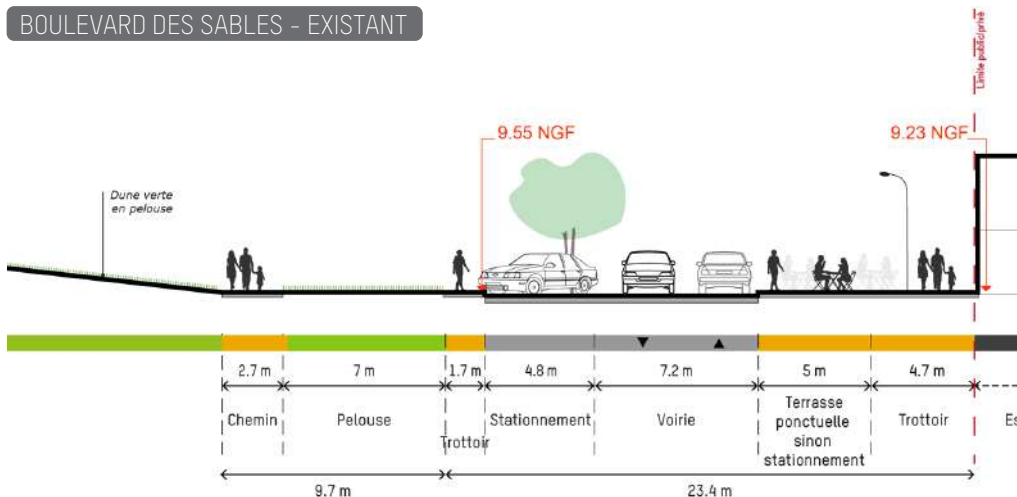 BOULEVARD DES SABLES - EXISTANT
Limite public/privé
9.55 NGF
9.23 NGF
Dune verte
en pelouse
2.7 m
7 m
1.7 m
4.8 m
7.2 m
5 m
4.7 m
Chemin
Pelouse
Trottoir
Stationnement
Voirie
Terrasse
ponctuelle
sinon
stationnement
Trottoir
Es
9.7 m
23.4 m